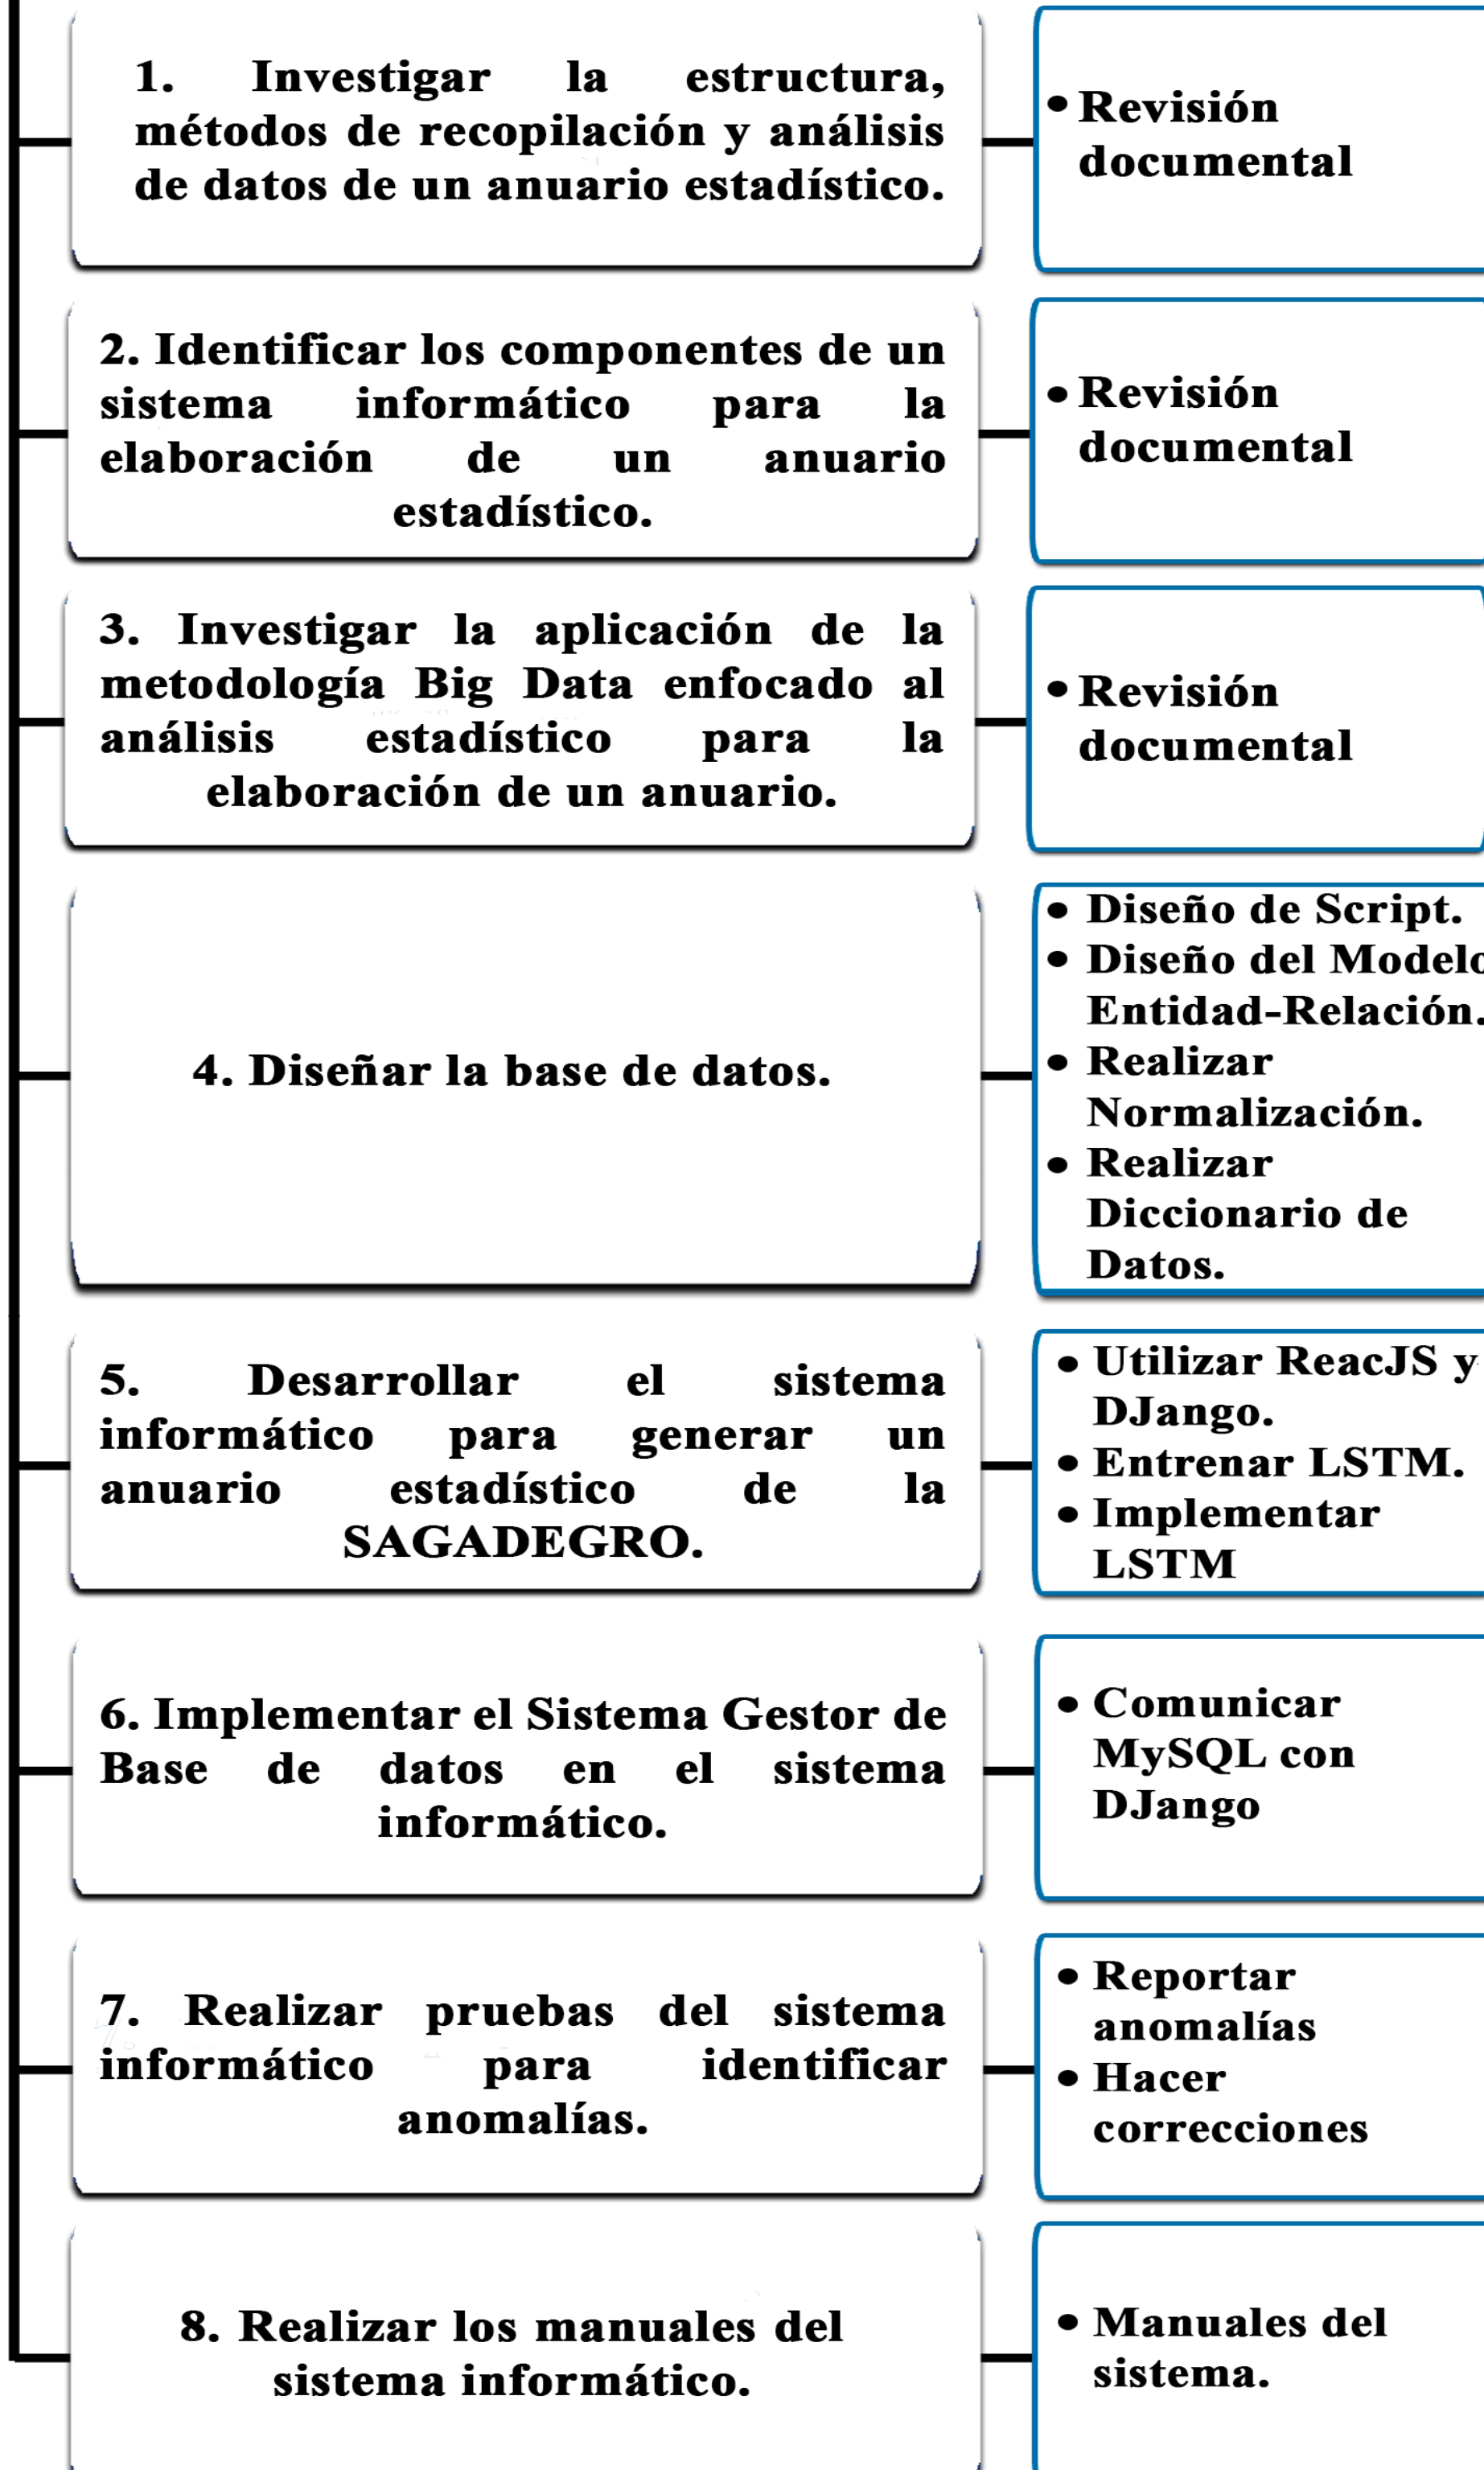 1. Investigar la estructura,
métodos de recopilación y análisis
de datos de un anuario estadístico.
• Revisión
documental
2. Identificar los componentes de un
sistema informático para la
elaboración de un anuario
estadístico.
• Revisión
documental
3. Investigar la aplicación de la
metodología Big Data enfocado al
análisis estadístico para la
elaboración de un anuario.
• Revisión
documental
4. Diseñar la base de datos.
• Diseño de Script.
• Diseño del Modelo
Entidad-Relación.
• Realizar
Normalización.
• Realizar
Diccionario de
Datos.
5. Desarrollar el sistema
informático para generar un
anuario estadístico de la
SAGADEGRO.
• Utilizar ReacJS y
DJango.
• Entrenar LSTM.
• Implementar
LSTM
6. Implementar el Sistema Gestor de
Base de datos en el sistema
informático.
• Comunicar
MySQL con
DJango
7. Realizar pruebas del sistema
informático para identificar
anomalías.
• Reportar
anomalías
• Hacer
correcciones
8. Realizar los manuales del
sistema informático.
• Manuales del
sistema.